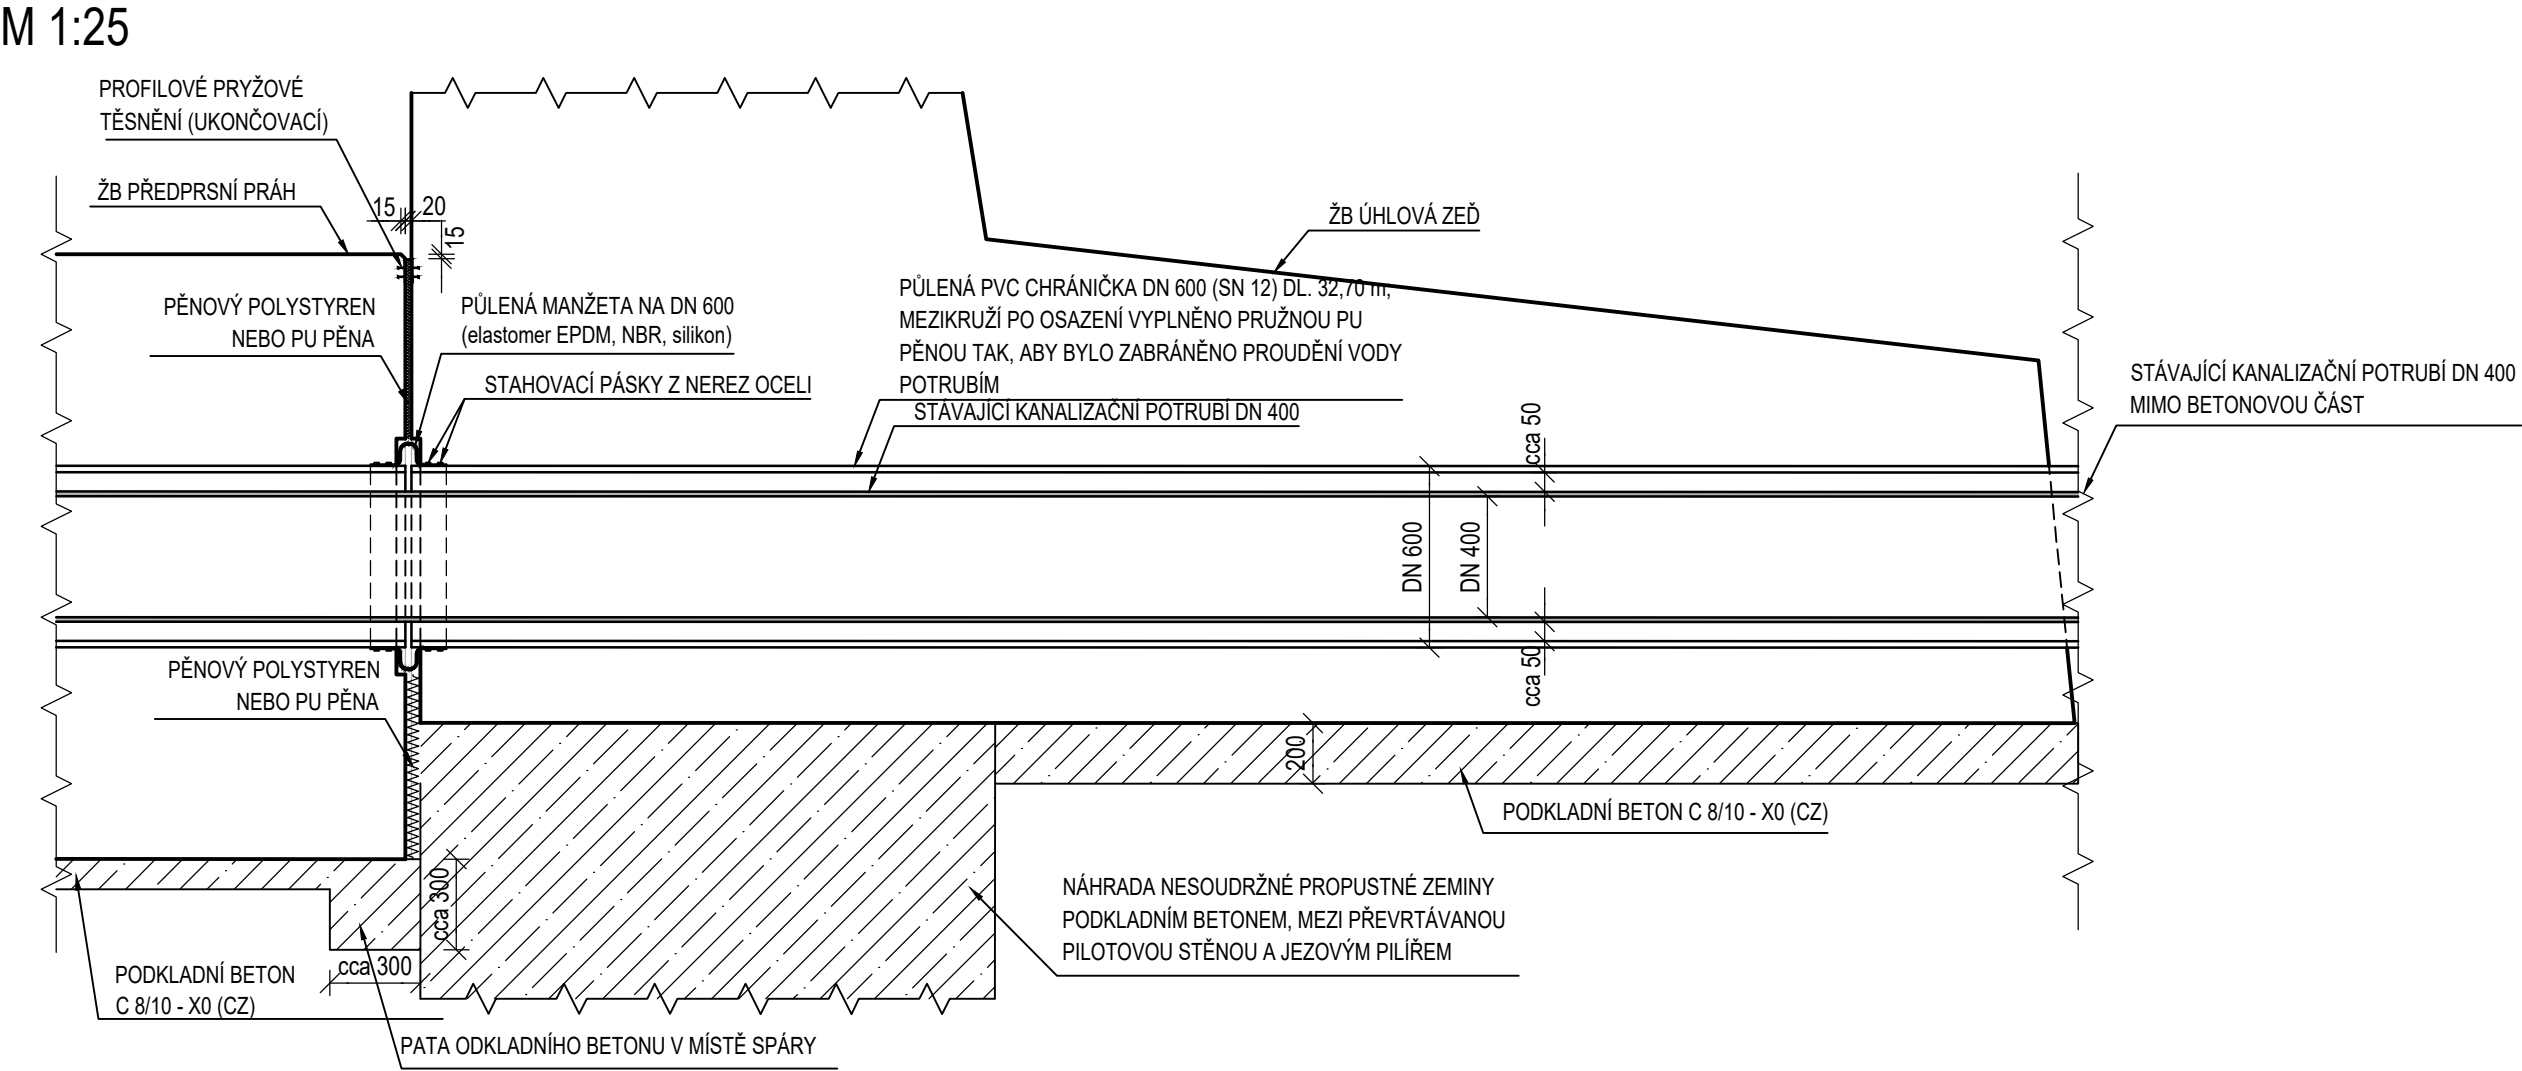 M 1:25
PROFILOVÉ PRYŽOVÉ
TĚSNĚNÍ (UKONČOVACÍ)
ŽB PŘEDPRSNÍ PRÁH
15
20
15
ŽB ÚHLOVÁ ZEĎ
PĚNOVÝ POLYSTYREN
NEBO PU PĚNA
PŮLENÁ MANŽETA NA DN 600
(elastomer EPDM, NBR, silikon)
STAHOVACÍ PÁSKY Z NEREZ OCELI
PŮLENÁ PVC CHRÁNIČKA DN 600 (SN 12) DL. 32,70 m,
MEZIKRUŽÍ PO OSAZENÍ VYPLNĚNO PRUŽNOU PU
PĚNOU TAK, ABY BYLO ZABRÁNĚNO PROUDĚNÍ VODY
POTRUBÍM
STÁVAJÍCÍ KANALIZAČNÍ POTRUBÍ DN 400
STÁVAJÍCÍ KANALIZAČNÍ POTRUBÍ DN 400
MIMO BETONOVOU ČÁST
cca 50
DN 600
DN 400
cca 50
PĚNOVÝ POLYSTYREN
NEBO PU PĚNA
200
PODKLADNÍ BETON C 8/10 - X0 (CZ)
cca 300
cca 300
NÁHRADA NESOUDRŽNÉ PROPUSTNÉ ZEMINY
PODKLADNÍM BETONEM, MEZI PŘEVRTÁVANOU
PILOTOVOU STĚNOU A JEZOVÝM PILÍŘEM
PODKLADNÍ BETON
C 8/10 - X0 (CZ)
PATA ODKLADNÍHO BETONU V MÍSTĚ SPÁRY